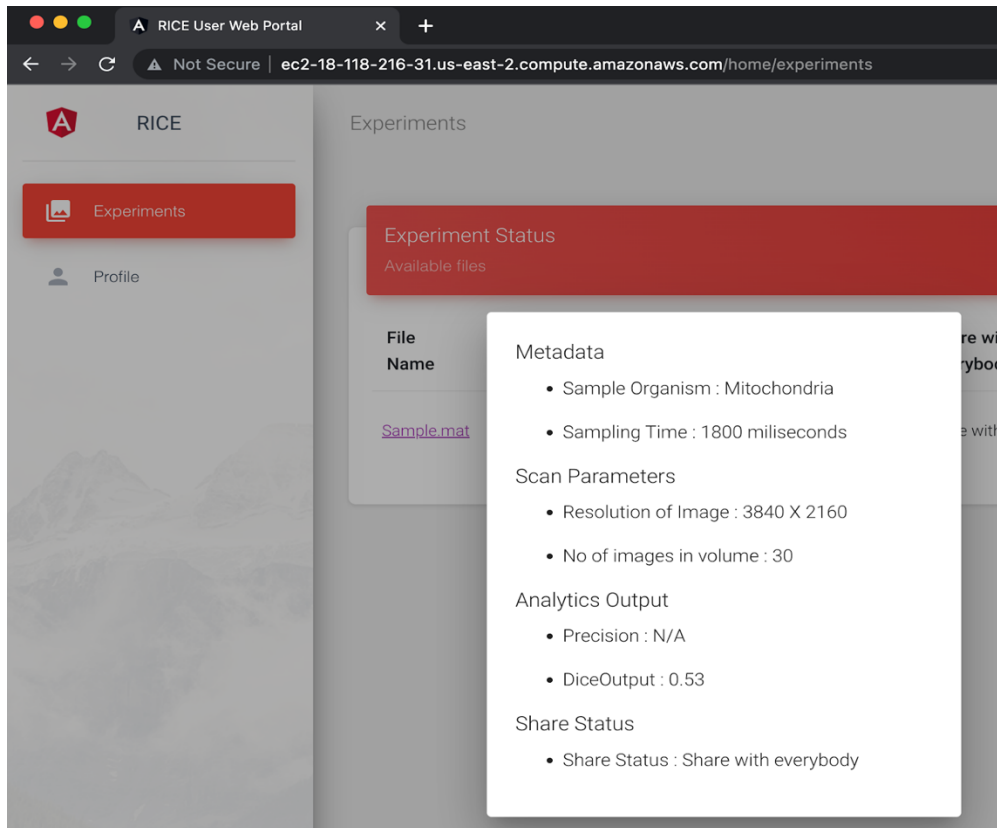 RICE User Web Portal
Not Secure | ec2-18-118-216-31.us-east-2.compute.amazonaws.com/home/experiments
RICE
Experiments
Experiments
Profile
Experiment Status
Available files
File
Name
Sample.mat
Metadata
• Sample Organism : Mitochondria
• Sampling Time : 1800 miliseconds
Scan Parameters
• Resolution of Image : 3840 X 2160
• No of images in volume : 30
Analytics Output
• Precision : N/A
• DiceOutput : 0.53
Share Status
• Share Status : Share with everybody